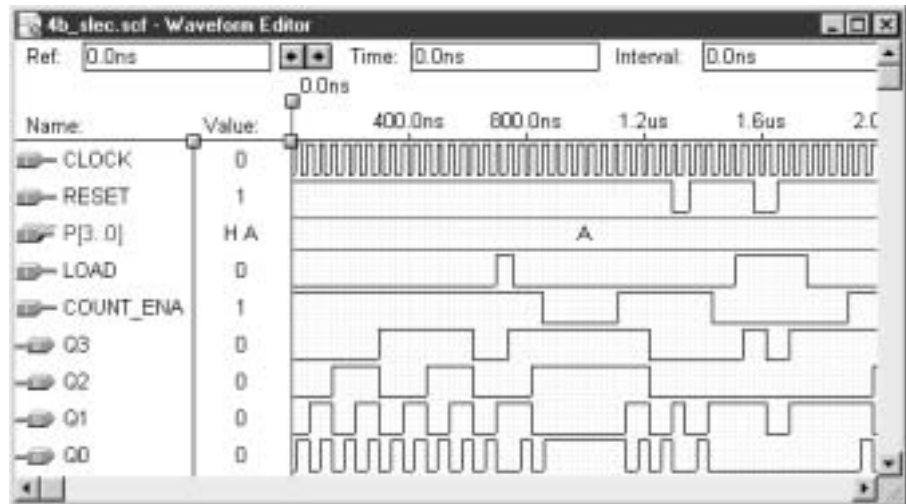 4b_slec.scf - Waveform Editor
Ref: 0.0ns Time: 0.0ns Interval: 0.0ns
0.0ns
Name: Value: 400.0ns 800.0ns 1.2us 1.6us 2.0
CLOCK 0
RESET 1
P[3..0] H A A
LOAD 0
COUNT_ENA 1
Q3 0
Q2 0
Q1 0
Q0 0